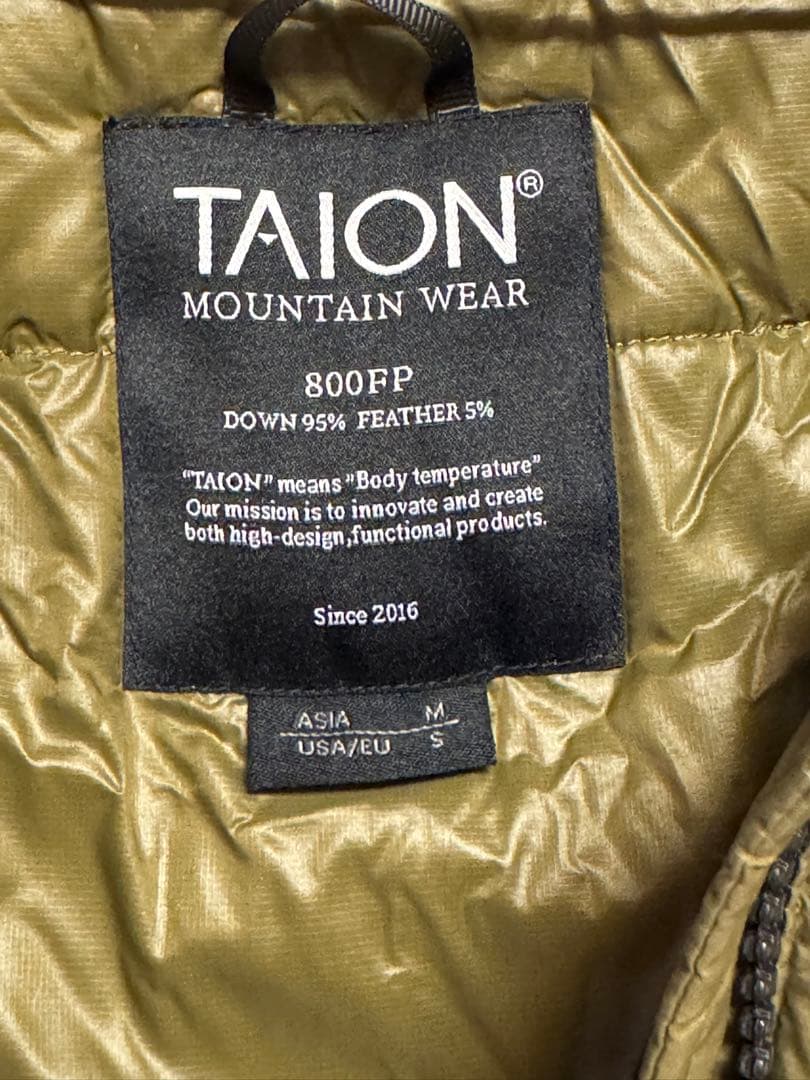 TAION®
MOUNTAIN WEAR
800FP
DOWN 95% FEATHER 5%
“TAION” means "Body temperature”
Our mission is to innovate and create
both high-design,functional products.
Since 2016
ASIA M
USA/EU S